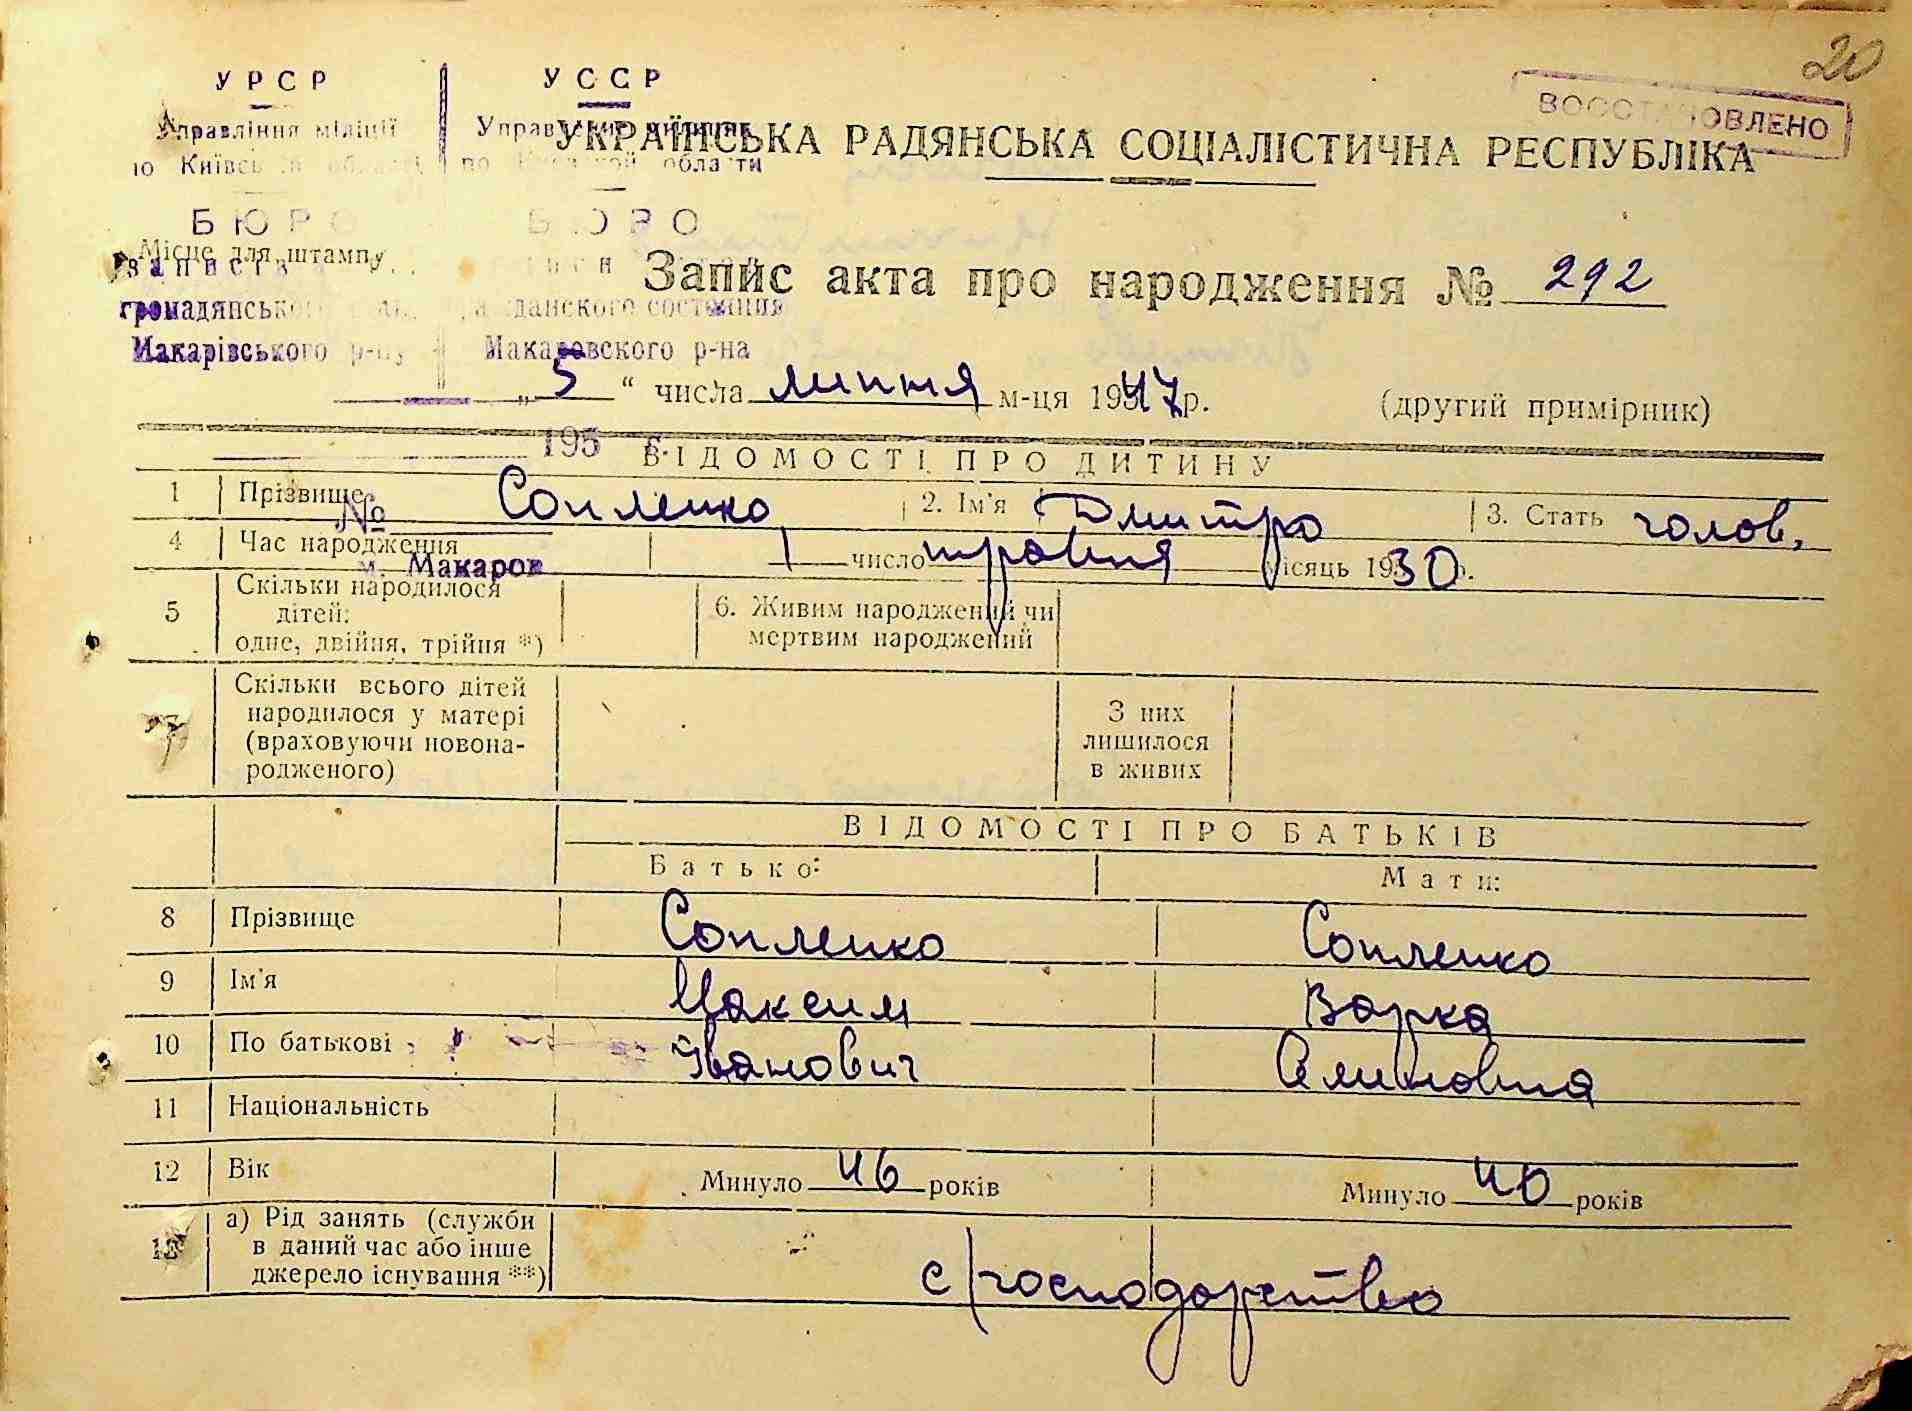 20
УРСР УССР
ВОССТАНОВЛЕНО
Управління міліції Управление милиции
по Київській області по Киевской области
УКРАЇНСЬКА РАДЯНСЬКА СОЦІАЛІСТИЧНА РЕСПУБЛІКА
БЮРО БЮРО
Місце для штампу
записів
Запис акта про народження № 292
громадянського гражданского состояния
Макарівського р-ну Макаровского р-на
„5“ числа липня м-ця 1947 р. (другий примірник)
195 г.
ВІДОМОСТІ ПРО ДИТИНУ
1 Прізвище Сопленко 2. Ім'я Дмитро 3. Стать чолов,
№
4 Час народження 1 число травня місяць 1930 р.
м. Макаров
5 Скільки народилося дітей: одне, двійня, трійня *) 6. Живим народжений чи мертвим народжений
7 Скільки всього дітей народилося у матері (враховуючи новона-родженого) З них лишилося в живих
ВІДОМОСТІ ПРО БАТЬКІВ
Батько: Мати:
8 Прізвище Сопленко Сопленко
9 Ім'я Максим Варка
10 По батькові Іванович
11 Національність
12 Вік Минуло 46 років Минуло 40 років
13 а) Рід занять (служби в даний час або інше джерело існування **) с/господарство